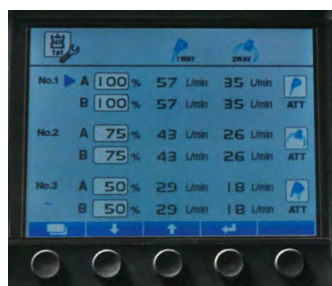 1st 1WAY 2WAY
No.1 A 100 % 57 L/min 35 L/min
B 100 % 57 L/min 35 L/min ATT
No.2 A 75 % 43 L/min 26 L/min
B 75 % 43 L/min 26 L/min ATT
No.3 A 50 % 29 L/min 18 L/min
B 50 % 29 L/min 18 L/min ATT